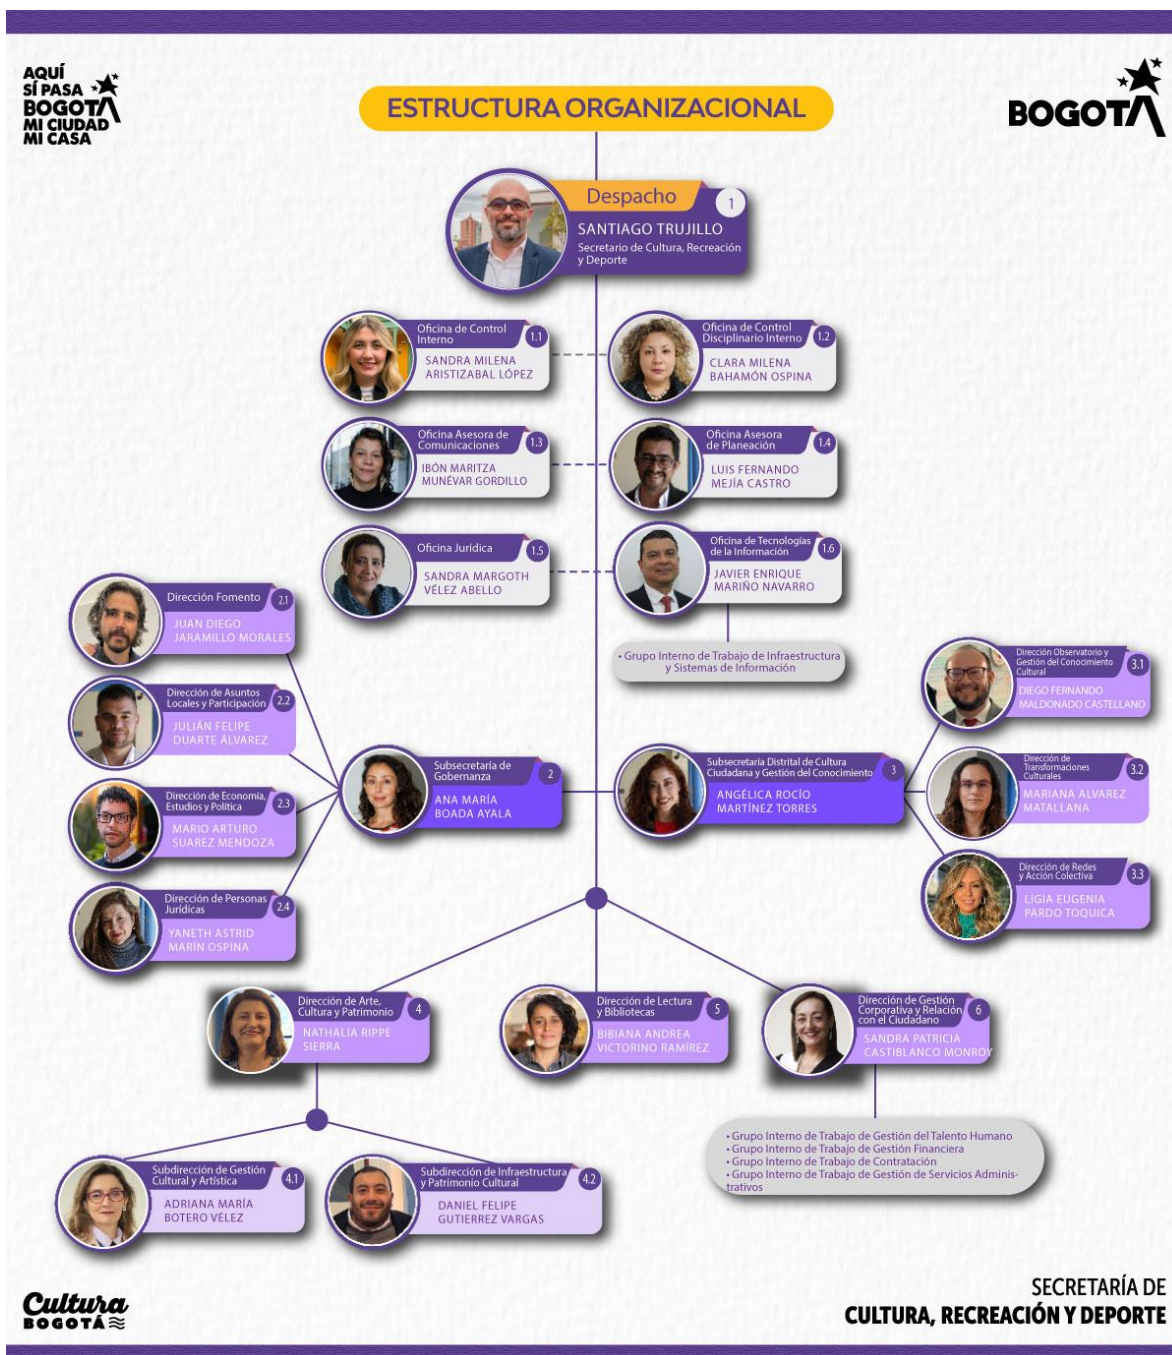 AQUÍ
SÍ PASA
BOGOTÁ
MI CIUDAD
MI CASA
ESTRUCTURA ORGANIZACIONAL
BOGOTÁ
Despacho
1
SANTIAGO TRUJILLO
Secretario de Cultura, Recreación
y Deporte
Oficina de Control
Interno
1.1
SANDRA MILENA
ARISTIZABAL LÓPEZ
Oficina de Control
Disciplinario Interno
1.2
CLARA MILENA
BAHAMÓN OSPINA
Oficina Asesora de
Comunicaciones
1.3
IBÓN MARITZA
MUNÉVAR GORDILLO
Oficina Asesora
de Planeación
1.4
LUIS FERNANDO
MEJÍA CASTRO
Oficina Jurídica
1.5
SANDRA MARGOTH
VÉLEZ ABELLO
Oficina de Tecnologías
de la Información
1.6
JAVIER ENRIQUE
MARIÑO NAVARRO
• Grupo Interno de Trabajo de Infraestructura
y Sistemas de Información
Dirección Fomento
2.1
JUAN DIEGO
JARAMILLO MORALES
Dirección de Asuntos
Locales y Participación
2.2
JULIÁN FELIPE
DUARTE ÁLVAREZ
Dirección de Economía,
Estudios y Política
2.3
MARIO ARTURO
SUAREZ MENDOZA
Dirección de Personas
Jurídicas
2.4
YANETH ASTRID
MARÍN OSPINA
Subsecretaría de
Gobernanza
2
ANA MARÍA
BOADA AYALA
Subsecretaría Distrital de Cultura
Ciudadana y Gestión del Conocimiento
3
ANGÉLICA ROCÍO
MARTÍNEZ TORRES
Dirección Observatorio y
Gestión del Conocimiento
Cultural
3.1
DIEGO FERNANDO
MALDONADO CASTELLANO
Dirección de
Transformaciones
Culturales
3.2
MARIANA ALVAREZ
MATALLANA
Dirección de Redes
y Acción Colectiva
3.3
LIGIA EUGENIA
PARDO TOQUICA
Dirección de Arte,
Cultura y Patrimonio
4
NATHALIA RIPPE
SIERRA
Dirección de Lectura
y Bibliotecas
5
BIBIANA ANDREA
VICTORINO RAMÍREZ
Dirección de Gestión
Corporativa y Relación
con el Ciudadano
6
SANDRA PATRICIA
CASTIBLANCO MONROY
• Grupo Interno de Trabajo de Gestión del Talento Humano
• Grupo Interno de Trabajo de Gestión Financiera
• Grupo Interno de Trabajo de Contratación
• Grupo Interno de Trabajo de Gestión de Servicios Adminis-
trativos
Subdirección de Gestión
Cultural y Artística
4.1
ADRIANA MARÍA
BOTERO VÉLEZ
Subdirección de Infraestructura
y Patrimonio Cultural
4.2
DANIEL FELIPE
GUTIERREZ VARGAS
Cultura
BOGOTÁ
SECRETARÍA DE
CULTURA, RECREACIÓN Y DEPORTE